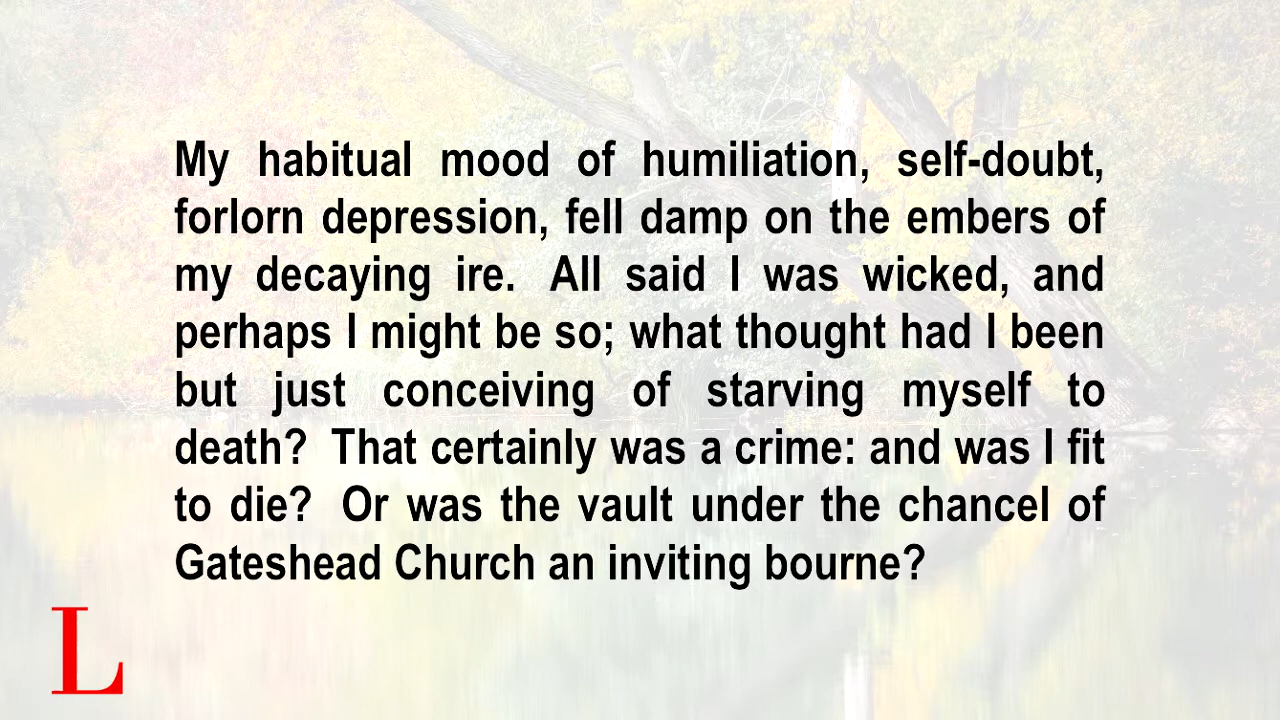 My habitual mood of humiliation, self-doubt,
forlorn depression, fell damp on the embers of
my decaying ire. All said I was wicked, and
perhaps I might be so; what thought had I been
but just conceiving of starving myself to
death? That certainly was a crime: and was I fit
to die? Or was the vault under the chancel of
Gateshead Church an inviting bourne?
L